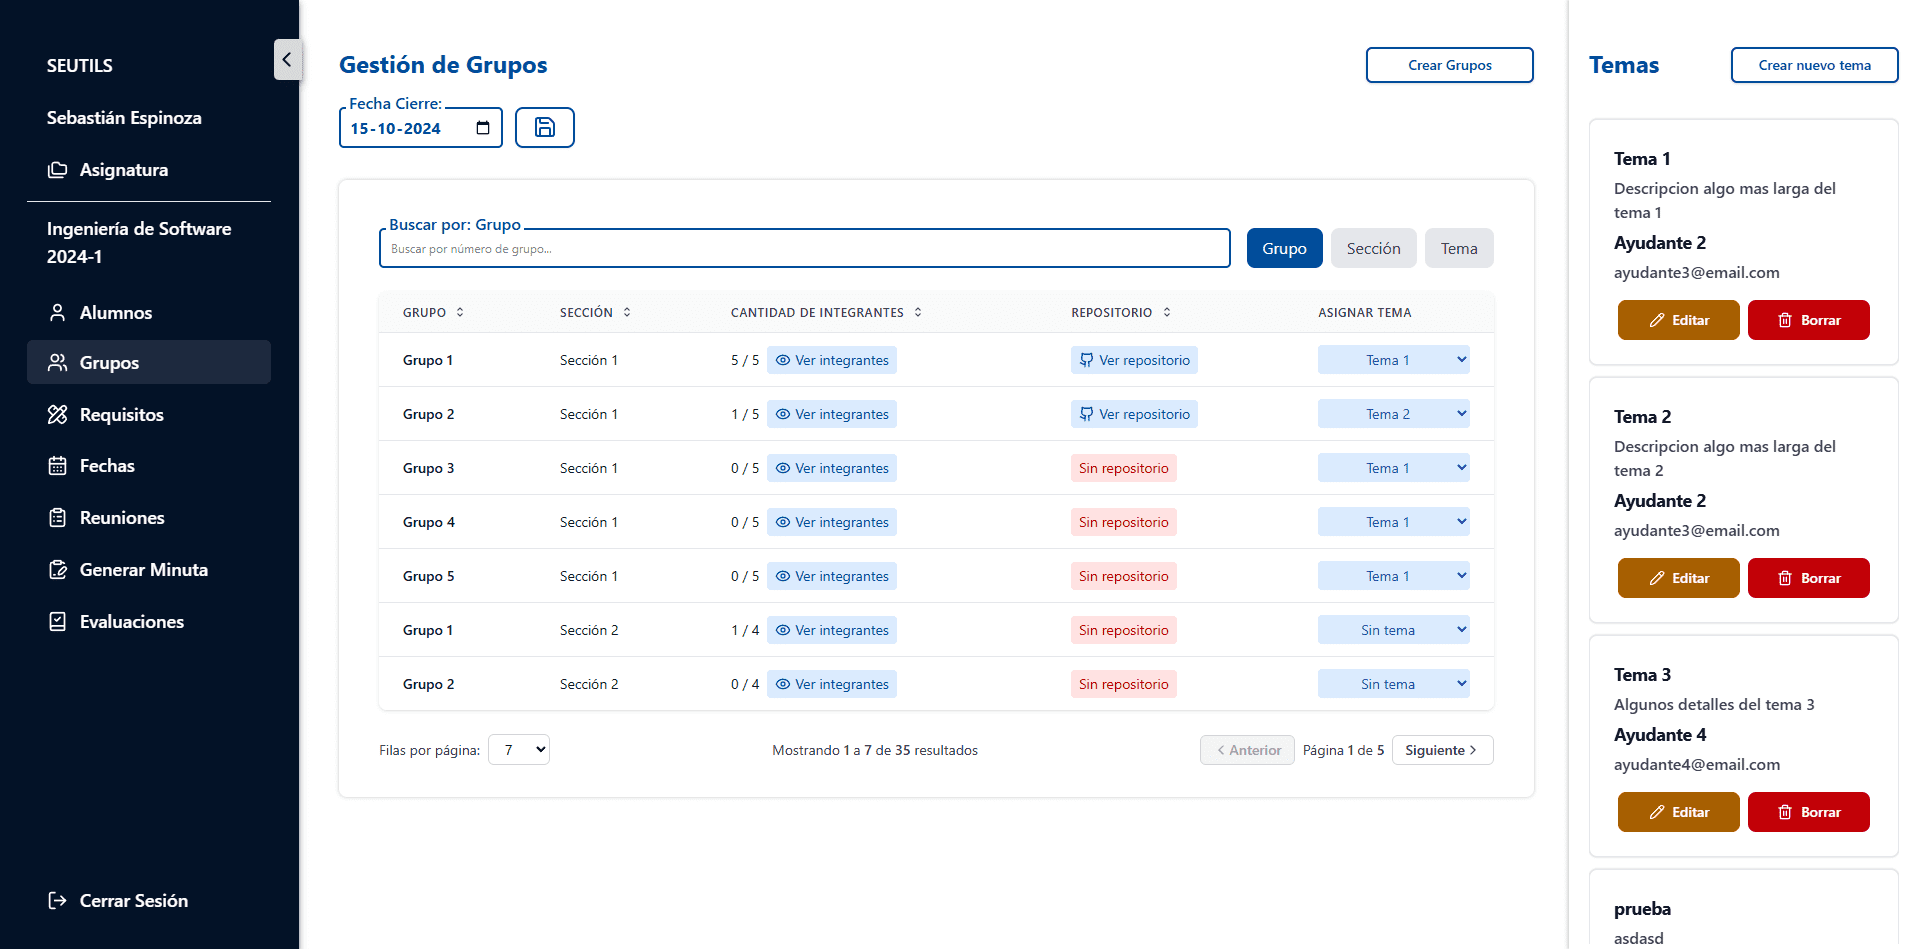 SEUTILS
Sebastián Espinoza
Asignatura
Ingeniería de Software
2024-1
Alumnos
Grupos
Requisitos
Fechas
Reuniones
Generar Minuta
Evaluaciones
Cerrar Sesión
Gestión de Grupos
Crear Grupos
Fecha Cierre:
15-10-2024
Buscar por: Grupo
Buscar por número de grupo...
Grupo Sección Tema
GRUPO SECCIÓN CANTIDAD DE INTEGRANTES REPOSITORIO ASIGNAR TEMA
Grupo 1 Sección 1 5 / 5 Ver integrantes Ver repositorio Tema 1
Grupo 2 Sección 1 1 / 5 Ver integrantes Ver repositorio Tema 2
Grupo 3 Sección 1 0 / 5 Ver integrantes Sin repositorio Tema 1
Grupo 4 Sección 1 0 / 5 Ver integrantes Sin repositorio Tema 1
Grupo 5 Sección 1 0 / 5 Ver integrantes Sin repositorio Tema 1
Grupo 1 Sección 2 1 / 4 Ver integrantes Sin repositorio Sin tema
Grupo 2 Sección 2 0 / 4 Ver integrantes Sin repositorio Sin tema
Filas por página: 7 Mostrando 1 a 7 de 35 resultados Anterior Página 1 de 5 Siguiente
Temas
Crear nuevo tema
Tema 1
Descripcion algo mas larga del
tema 1
Ayudante 2
ayudante3@email.com
Editar Borrar
Tema 2
Descripcion algo mas larga del
tema 2
Ayudante 2
ayudante3@email.com
Editar Borrar
Tema 3
Algunos detalles del tema 3
Ayudante 4
ayudante4@email.com
Editar Borrar
prueba
asdasd